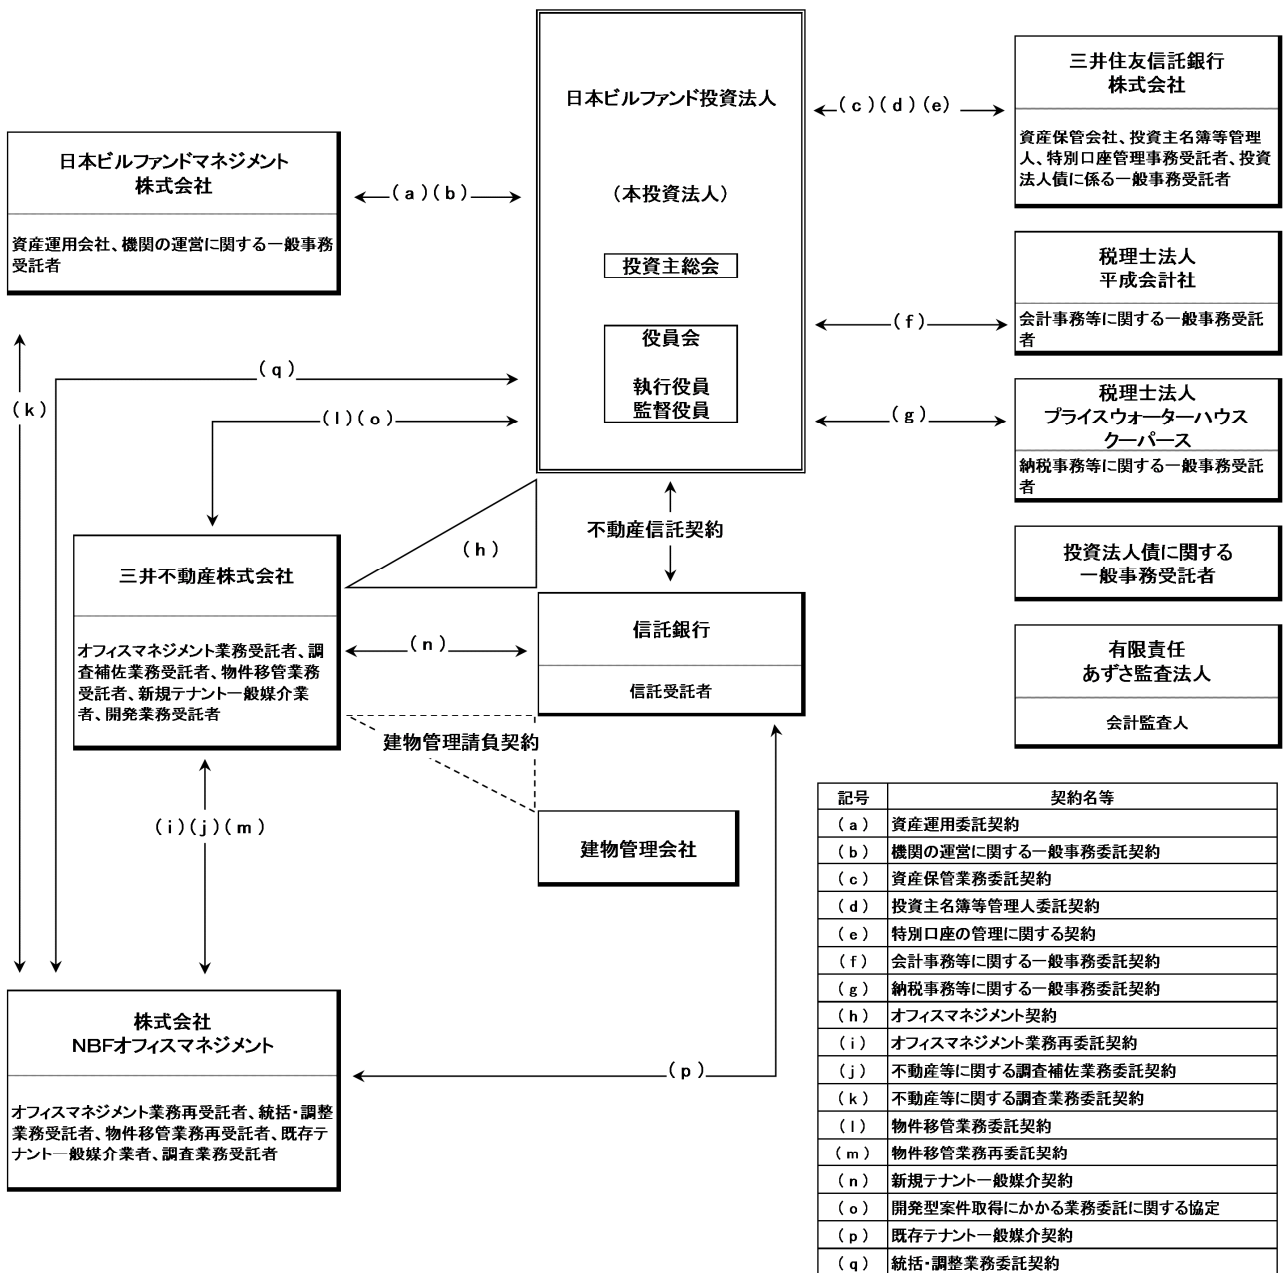 日本ビルファンド投資法人
(本投資法人)
投資主総会
役員会
執行役員
監督役員
三井住友信託銀行
株式会社
資産保管会社、投資主名簿等管理
人、特別口座管理事務受託者、投資
法人債に係る一般事務受託者
(c)(d)(e)
日本ビルファンドマネジメント
株式会社
資産運用会社、機関の運営に関する一般事務
受託者
(a)(b)
税理士法人
平成会計社
会計事務等に関する一般事務受託
者
(f)
(q)
(k)
(l)(o)
税理士法人
プライスウォーターハウス
クーパース
納税事務等に関する一般事務受託
者
(g)
不動産信託契約
(h)
投資法人債に関する
一般事務受託者
三井不動産株式会社
オフィスマネジメント業務受託者、調
査補佐業務受託者、物件移管業務
受託者、新規テナント一般媒介業
者、開発業務受託者
(n)
信託銀行
信託受託者
有限責任
あずさ監査法人
会計監査人
建物管理請負契約
(i)(j)(m)
建物管理会社
株式会社
NBFオフィスマネジメント
オフィスマネジメント業務再受託者、統括・調整
業務受託者、物件移管業務再受託者、既存テ
ナント一般媒介業者、調査業務受託者
(p)
記号 契約名等
(a) 資産運用委託契約
(b) 機関の運営に関する一般事務委託契約
(c) 資産保管業務委託契約
(d) 投資主名簿等管理人委託契約
(e) 特別口座の管理に関する契約
(f) 会計事務等に関する一般事務委託契約
(g) 納税事務等に関する一般事務委託契約
(h) オフィスマネジメント契約
(i) オフィスマネジメント業務再委託契約
(j) 不動産等に関する調査補佐業務委託契約
(k) 不動産等に関する調査業務委託契約
(l) 物件移管業務委託契約
(m) 物件移管業務再委託契約
(n) 新規テナント一般媒介契約
(o) 開発型案件取得にかかる業務委託に関する協定
(p) 既存テナント一般媒介契約
(q) 統括・調整業務委託契約